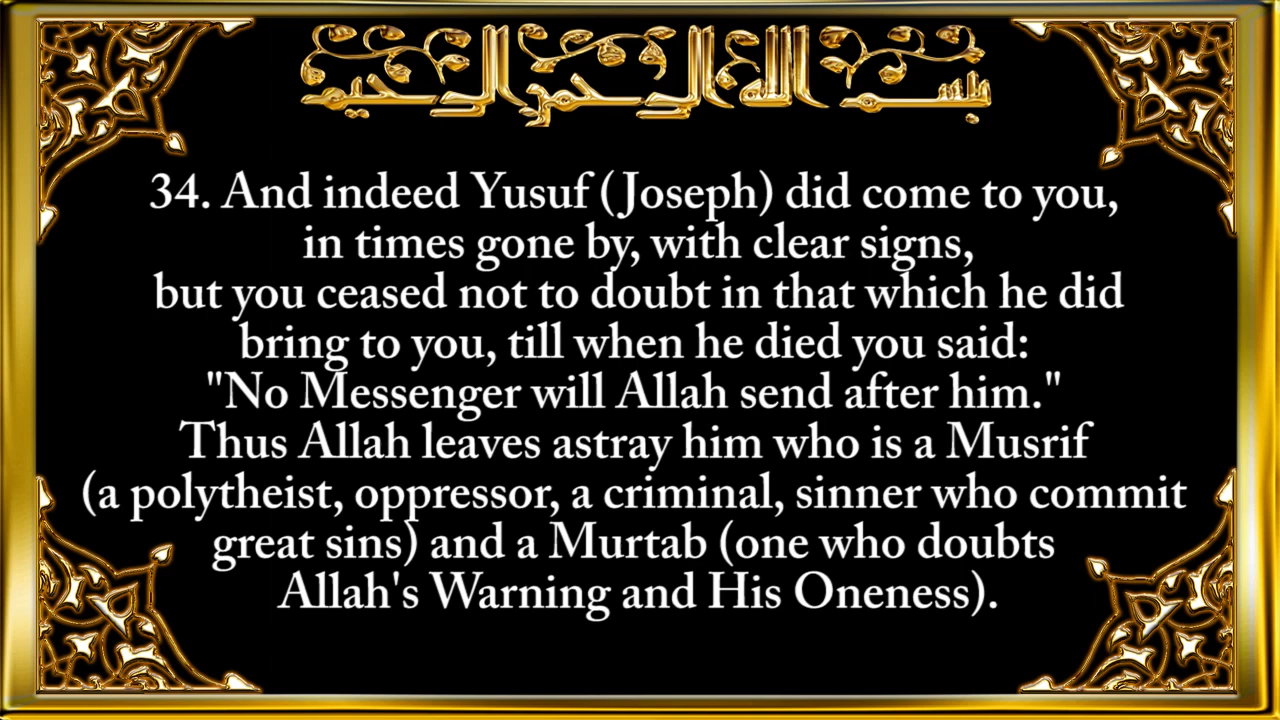 بسم الله الرحمن الرحيم
34. And indeed Yusuf (Joseph) did come to you,
in times gone by, with clear signs,
but you ceased not to doubt in that which he did
bring to you, till when he died you said:
"No Messenger will Allah send after him."
Thus Allah leaves astray him who is a Musrif
(a polytheist, oppressor, a criminal, sinner who commit
great sins) and a Murtab (one who doubts
Allah's Warning and His Oneness).